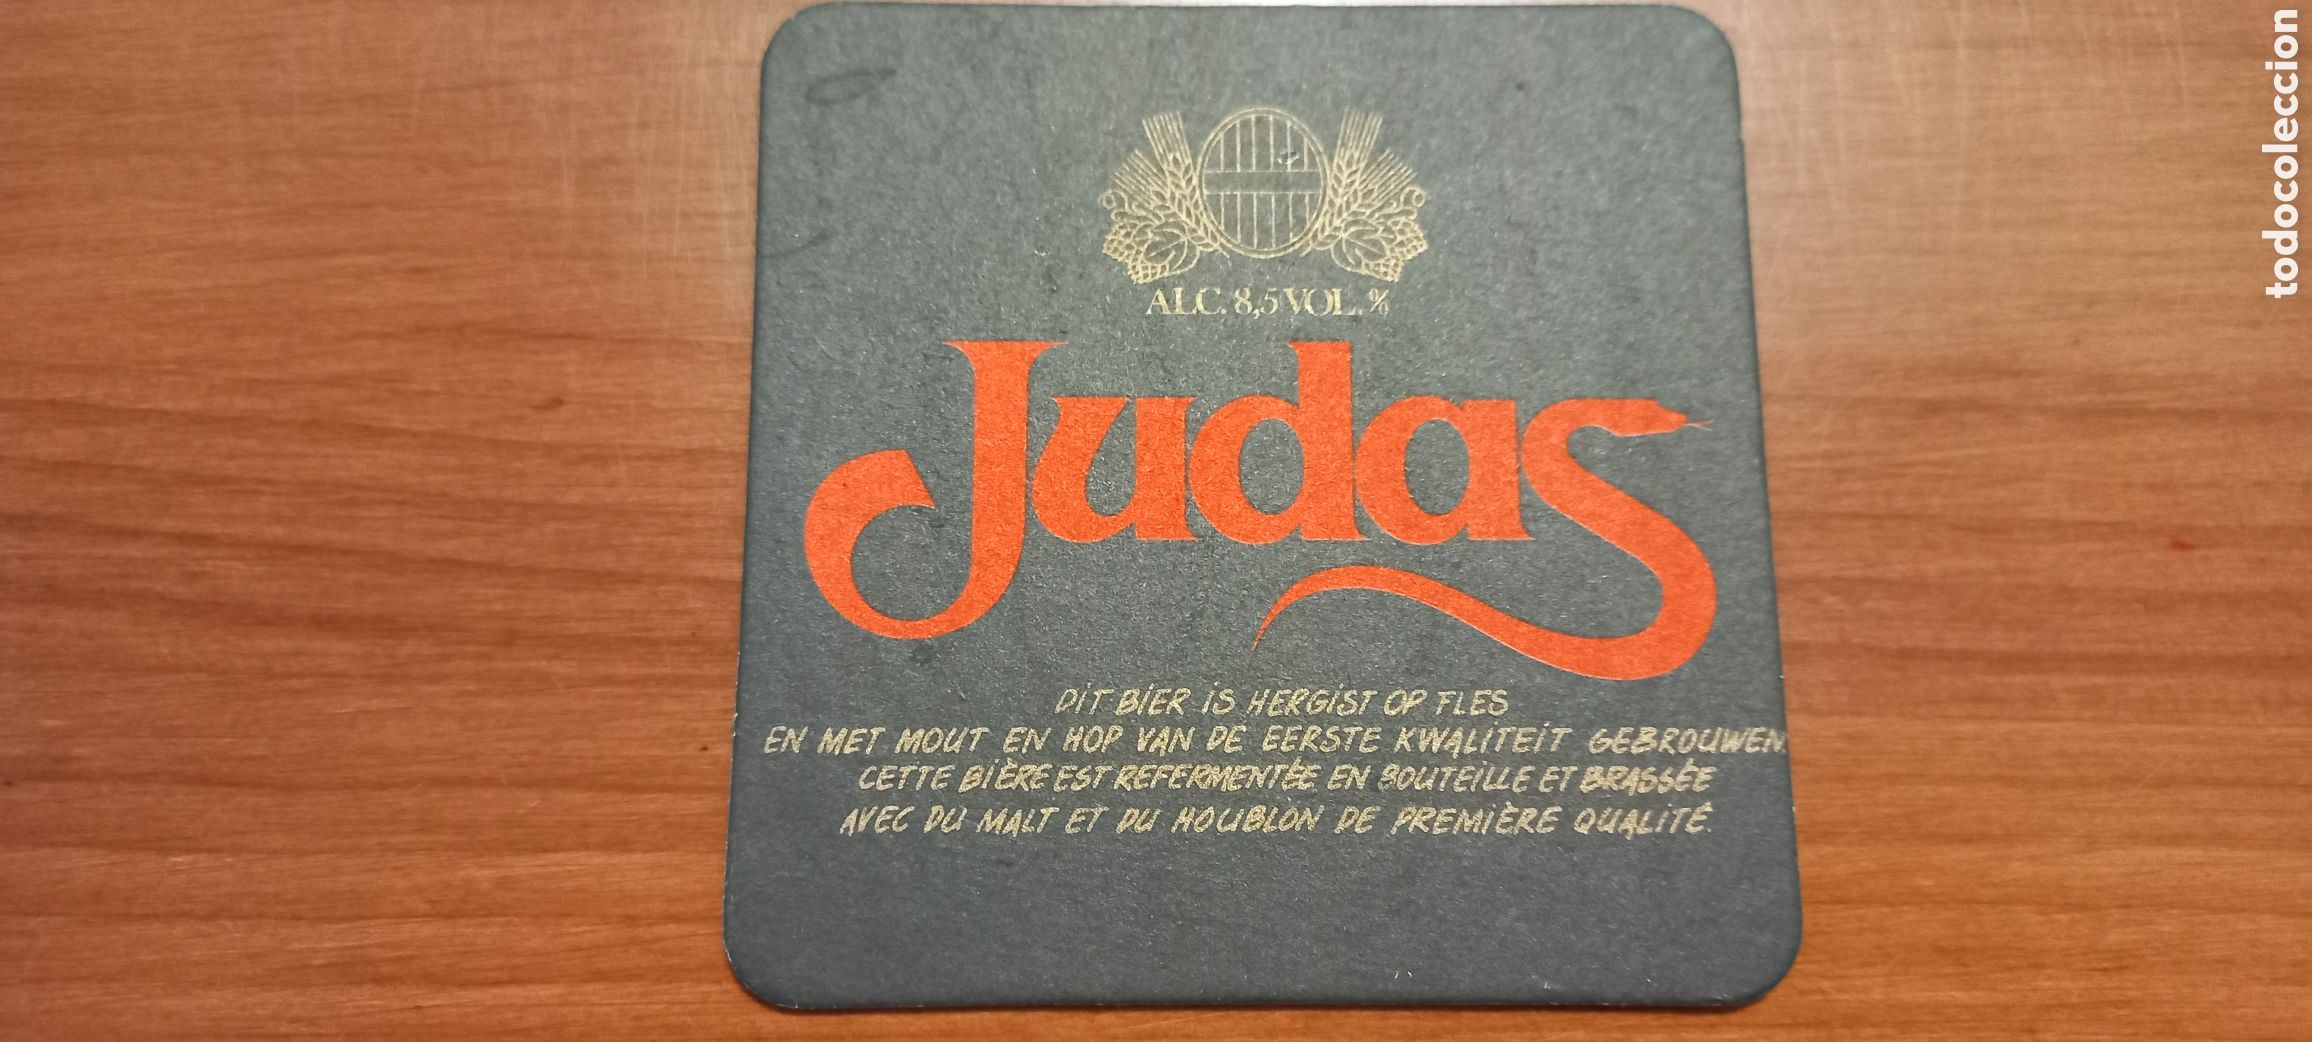 ALC. 8,5 VOL. %
Judas
DIT BIER IS HERGIST OP FLES
EN MET MOUT EN HOP VAN DE EERSTE KWALITEIT GEBROUWEN.
CETTE BIÈRE EST REFERMENTÉE EN BOUTEILLE ET BRASSÉE
AVEC DU MALT ET DU HOUBLON DE PREMIÈRE QUALITÉ.
todocoleccion